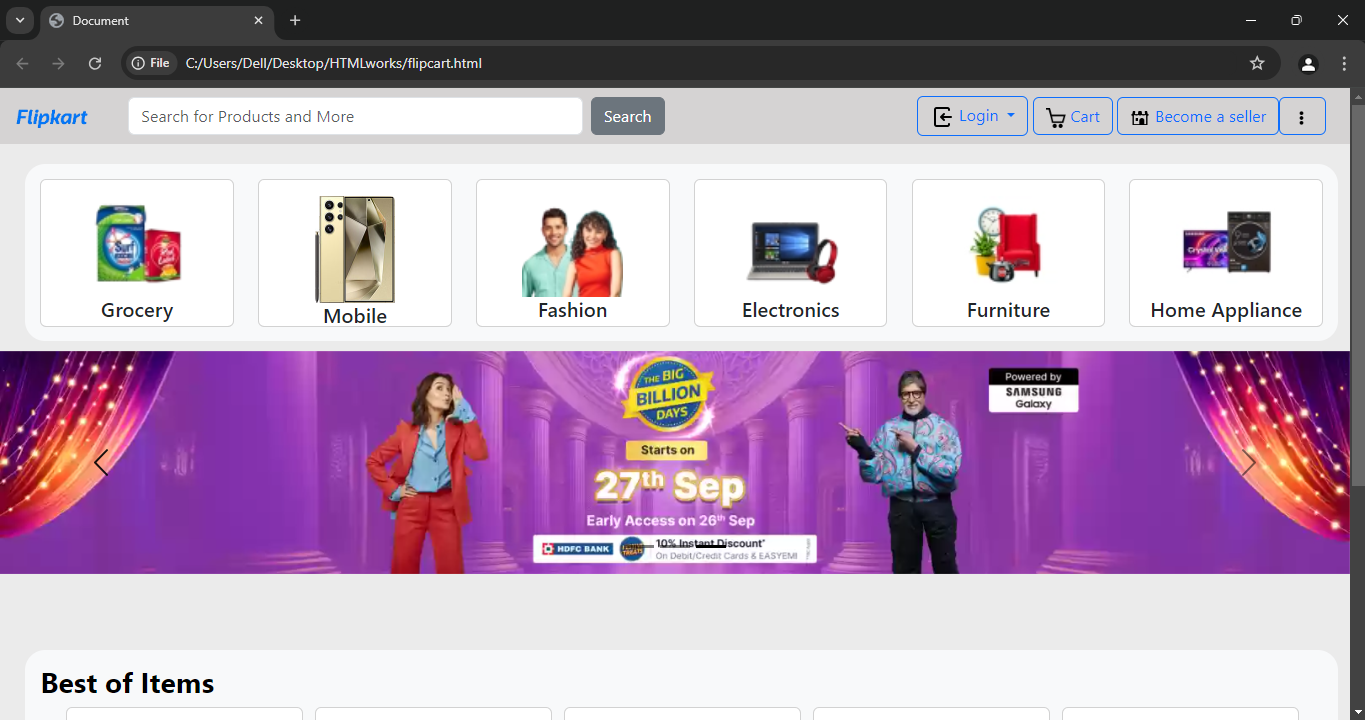 Document
File
C:/Users/Dell/Desktop/HTMLworks/flipcart.html
Flipkart
Search for Products and More
Search
Login
Cart
Become a seller
Grocery
Mobile
Fashion
Electronics
Furniture
Home Appliance
THE BIG
BILLION
DAYS
Starts on
27th Sep
Early Access on 26th Sep
HDFC BANK
10% Instant Discount*
On Debit/Credit Cards & EASYEMI
Powered by
SAMSUNG
Galaxy
Best of Items